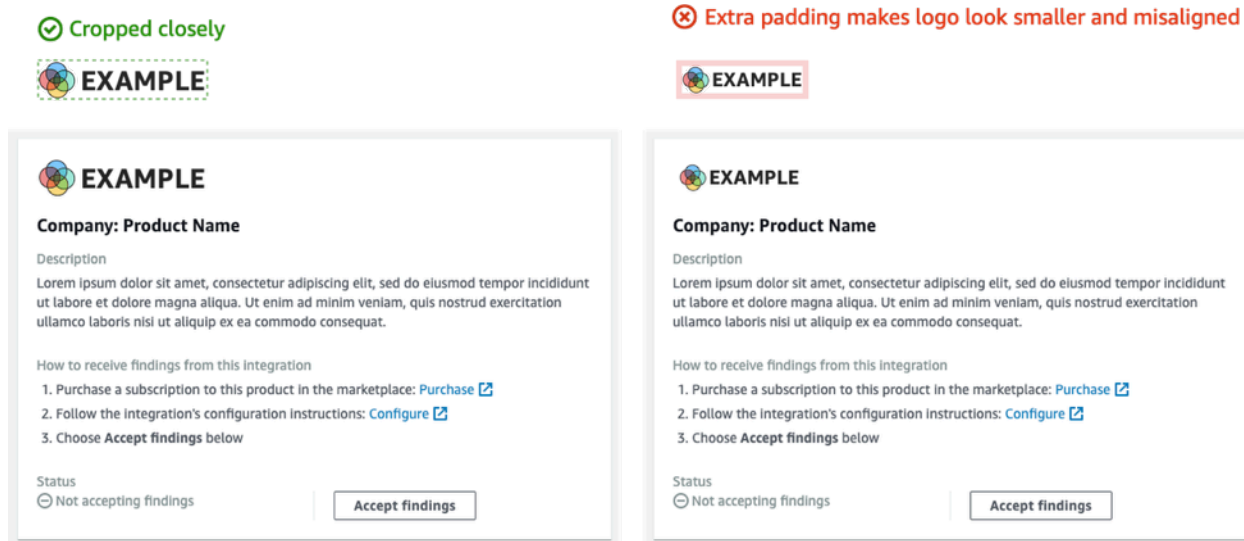 Cropped closely
EXAMPLE
EXAMPLE
Company: Product Name
Description
Lorem ipsum dolor sit amet, consectetur adipiscing elit, sed do eiusmod tempor incididunt
ut labore et dolore magna aliqua. Ut enim ad minim veniam, quis nostrud exercitation
ullamco laboris nisi ut aliquip ex ea commodo consequat.
How to receive findings from this integration
1. Purchase a subscription to this product in the marketplace: Purchase
2. Follow the integration's configuration instructions: Configure
3. Choose Accept findings below
Status
Not accepting findings
Accept findings
Extra padding makes logo look smaller and misaligned
EXAMPLE
EXAMPLE
Company: Product Name
Description
Lorem ipsum dolor sit amet, consectetur adipiscing elit, sed do eiusmod tempor incididunt
ut labore et dolore magna aliqua. Ut enim ad minim veniam, quis nostrud exercitation
ullamco laboris nisi ut aliquip ex ea commodo consequat.
How to receive findings from this integration
1. Purchase a subscription to this product in the marketplace: Purchase
2. Follow the integration's configuration instructions: Configure
3. Choose Accept findings below
Status
Not accepting findings
Accept findings